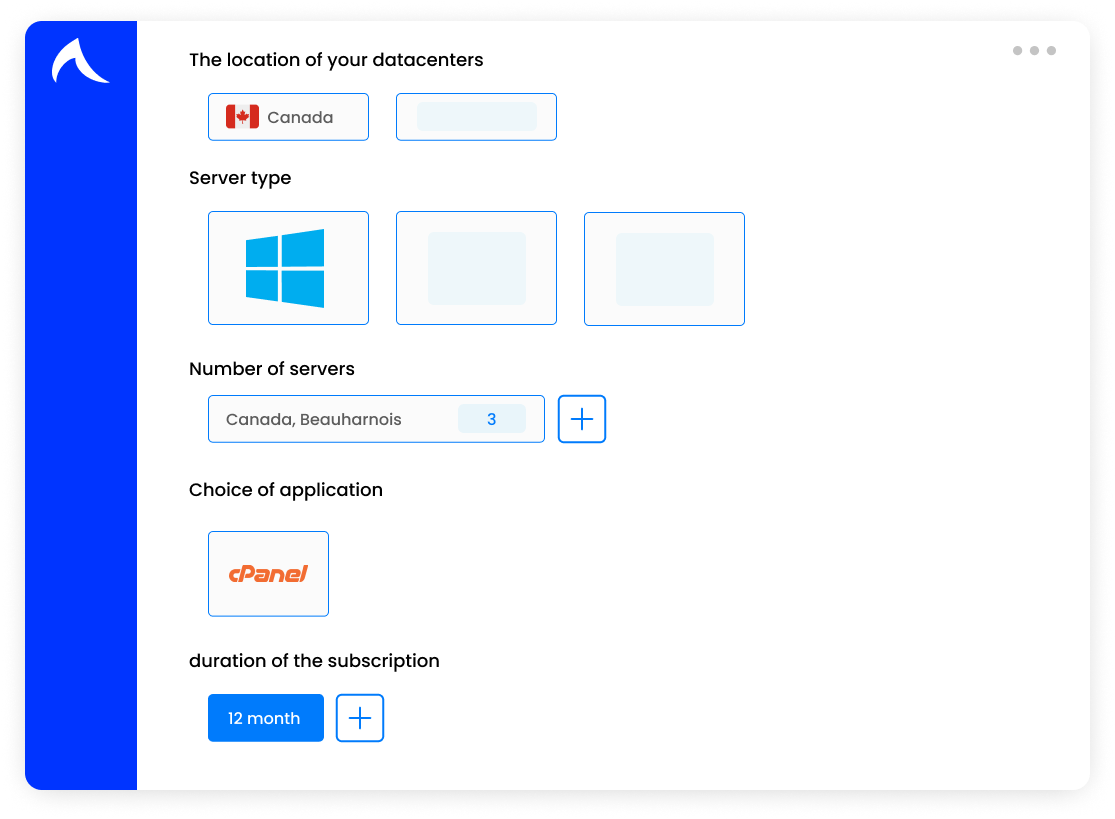 The location of your datacenters
Canada
Server type
Number of servers
Canada, Beauharnois 3
Choice of application
cPanel
duration of the subscription
12 month